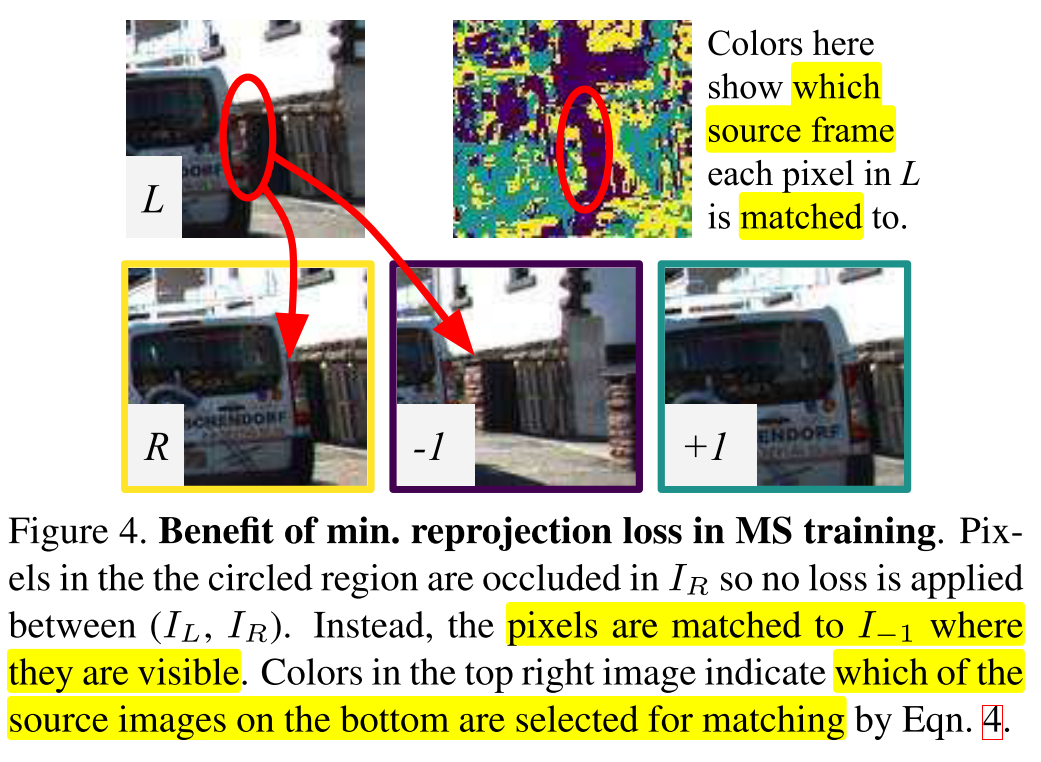 Colors here
show which
source frame
each pixel in L
is matched to.
L
ENDORF
R
SCHENDORF
-1
+1
ENDORF
Figure 4. Benefit of min. reprojection loss in MS training. Pix-
els in the the circled region are occluded in I_R so no loss is applied
between (I_L, I_R). Instead, the pixels are matched to I_{-1} where
they are visible. Colors in the top right image indicate which of the
source images on the bottom are selected for matching by Eqn. 4.